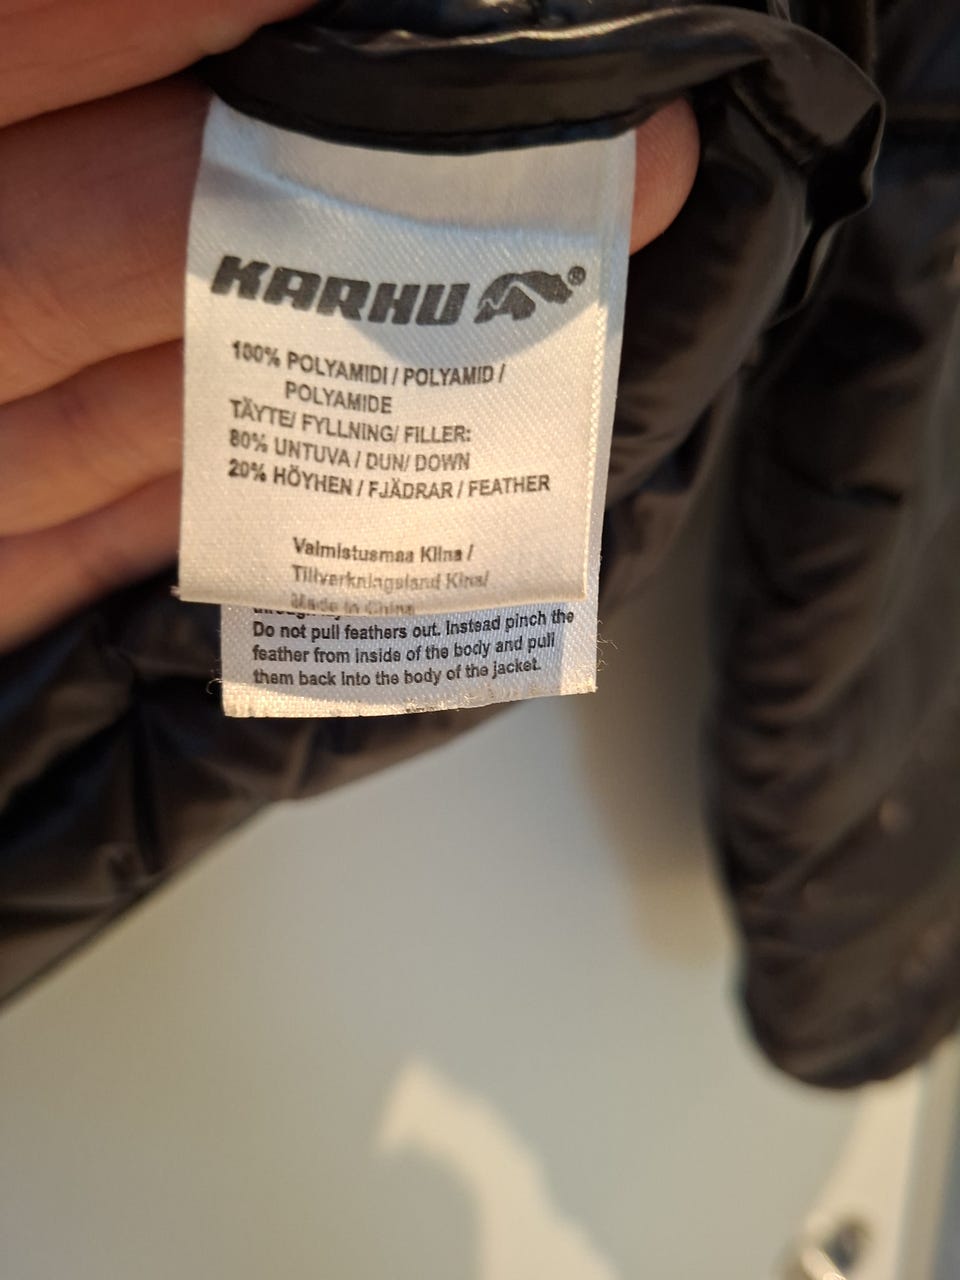 KARHU®
100% POLYAMIDI / POLYAMID /
POLYAMIDE
TÄYTE/ FYLLNING/ FILLER:
80% UNTUVA / DUN/ DOWN
20% HÖYHEN / FJÄDRAR / FEATHER
Valmistusmaa Kiina /
Tillverkningsland Kina/
Made in China
Do not pull feathers out. Instead pinch the
feather from inside of the body and pull
them back into the body of the jacket.